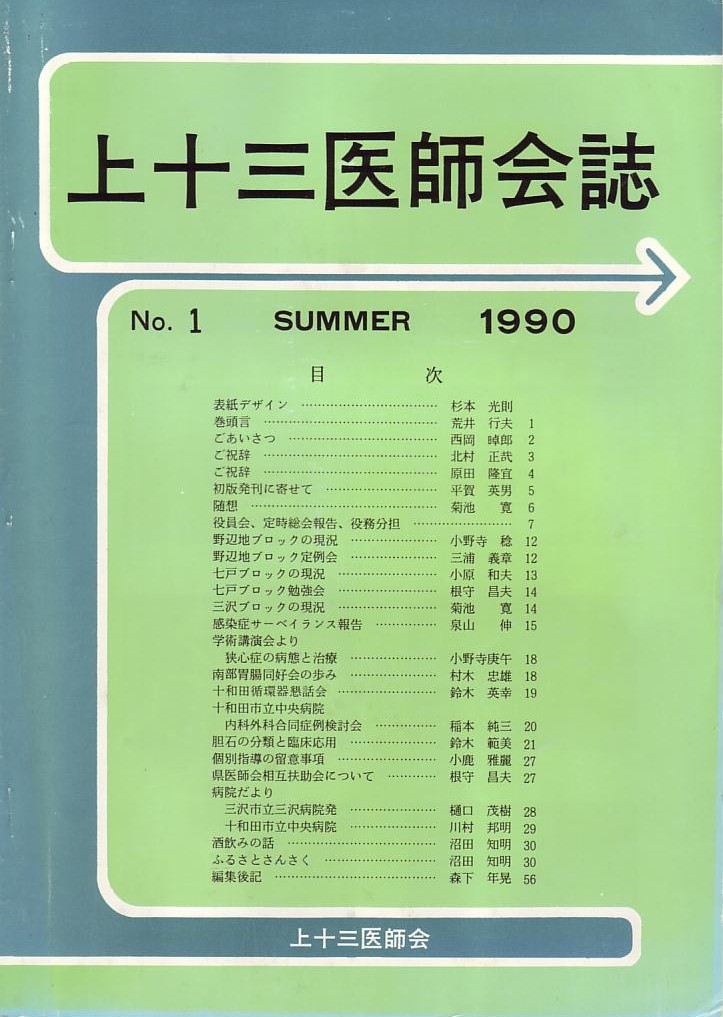 上十三医師会誌
No. 1 SUMMER 1990
目 次
表紙デザイン ……………………………… 杉本 光則
巻頭言 ……………………………………… 荒井 行夫 1
ごあいさつ ………………………………… 西岡 晫郎 2
ご祝辞 ……………………………………… 北村 正哉 3
ご祝辞 ……………………………………… 原田 隆宜 4
初版発刊に寄せて ………………………… 平賀 英男 5
随想 ………………………………………… 菊池 寛 6
役員会、定時総会報告、役務分担 …………………… 7
野辺地ブロックの現況 …………………… 小野寺 稔 12
野辺地ブロック定例会 …………………… 三浦 義章 12
七戸ブロックの現況 ……………………… 小原 和夫 13
七戸ブロック勉強会 ……………………… 根守 昌夫 14
三沢ブロックの現況 ……………………… 菊池 寛 14
感染症サーベイランス報告 ……………… 泉山 伸 15
学術講演会より
狭心症の病態と治療 …………………… 小野寺庚午 18
南部胃腸同好会の歩み …………………… 村木 忠雄 18
十和田循環器懇話会 ……………………… 鈴木 英幸 19
十和田市立中央病院
内科外科合同症例検討会 ……………… 稲本 純三 20
胆石の分類と臨床応用 …………………… 鈴木 範美 21
個別指導の留意事項 ……………………… 小鹿 雅麗 27
県医師会相互扶助会について …………… 根守 昌夫 27
病院だより
三沢市立三沢病院発 …………………… 樋口 茂樹 28
十和田市立中央病院 …………………… 川村 邦明 29
酒飲みの話 ………………………………… 沼田 知明 30
ふるさとさんさく ………………………… 沼田 知明 30
編集後記 …………………………………… 森下 年晃 56
上十三医師会